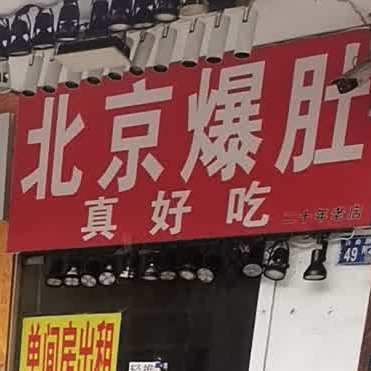 北京爆肚
真好吃
二十年老店
49
单间房出租